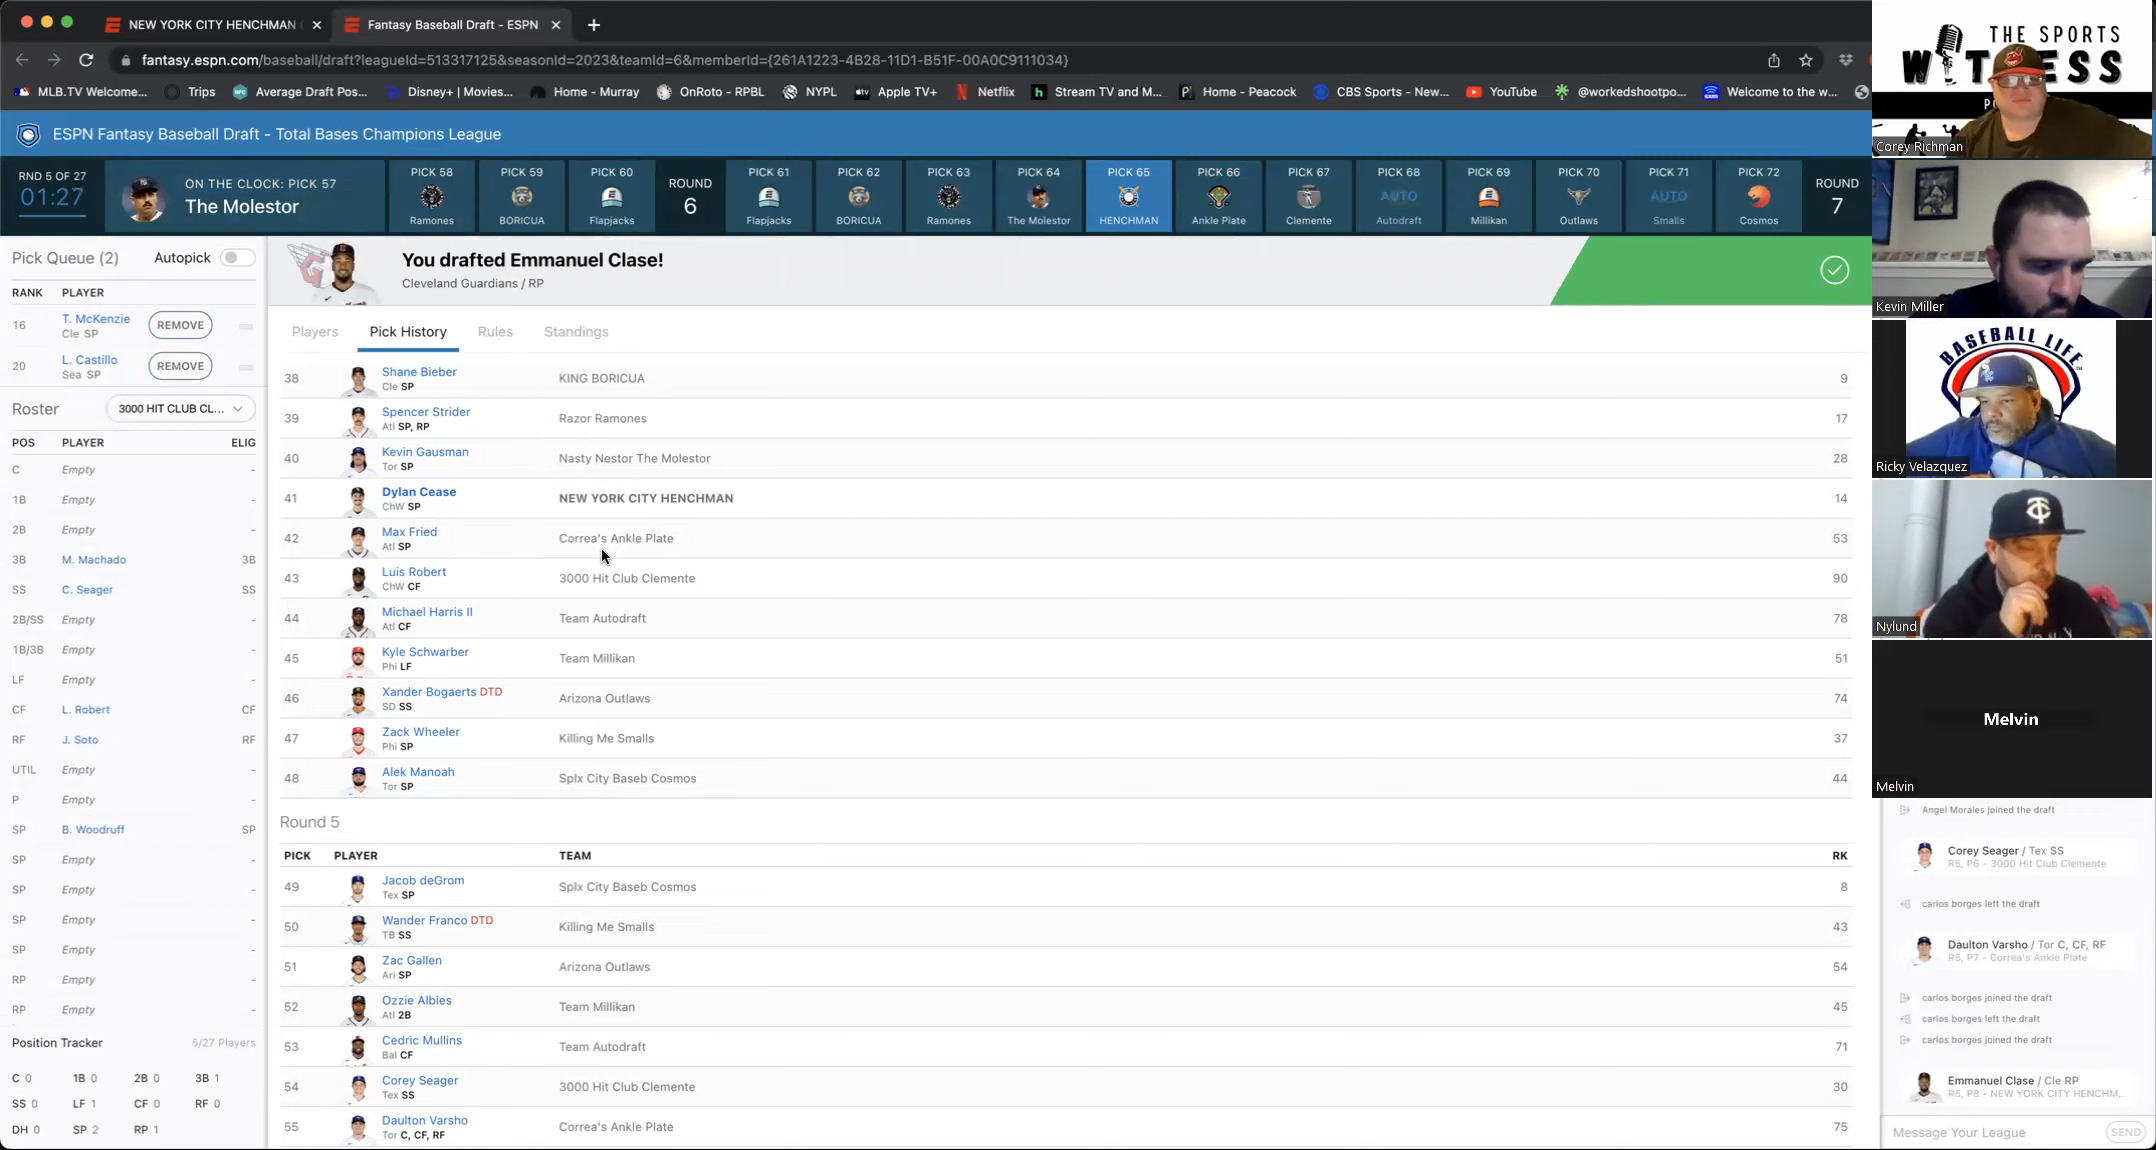 NEW YORK CITY HENCHMAN
Fantasy Baseball Draft - ESPN
fantasy.espn.com/baseball/draft?leagueId=513317125&seasonId=2023&teamId=6&memberId={261A1223-4B28-11D1-B51F-00A0C9111034}
MLB.TV Welcome...
Trips
Average Draft Pos...
Disney+ | Movies...
Home - Murray
OnRoto - RPBL
NYPL
Apple TV+
Netflix
Stream TV and M...
Home - Peacock
CBS Sports - New...
YouTube
@workedshootpo...
Welcome to the w...
ESPN Fantasy Baseball Draft - Total Bases Champions League
RND 5 OF 27
01:27
ON THE CLOCK: PICK 57
The Molestor
PICK 58
Ramones
PICK 59
BORICUA
PICK 60
Flapjacks
ROUND
6
PICK 61
Flapjacks
PICK 62
BORICUA
PICK 63
Ramones
PICK 64
The Molestor
PICK 65
HENCHMAN
PICK 66
Ankle Plate
PICK 67
Clemente
PICK 68
AUTO
Autodraft
PICK 69
Millikan
PICK 70
Outlaws
PICK 71
AUTO
Smalls
PICK 72
Cosmos
ROUND
7
Pick Queue (2)
Autopick
RANK PLAYER
16 T. McKenzie REMOVE
Cle SP
20 L. Castillo REMOVE
Sea SP
Roster
3000 HIT CLUB CL...
POS PLAYER ELIG
C Empty -
1B Empty -
2B Empty -
3B M. Machado 3B
SS C. Seager SS
2B/SS Empty -
1B/3B Empty -
LF Empty -
CF L. Robert CF
RF J. Soto RF
UTIL Empty -
P Empty -
SP B. Woodruff SP
SP Empty -
SP Empty -
SP Empty -
SP Empty -
RP Empty -
RP Empty -
Position Tracker 5/27 Players
C 0 1B 0 2B 0 3B 1
SS 0 LF 1 CF 0 RF 0
DH 0 SP 2 RP 1
You drafted Emmanuel Clase!
Cleveland Guardians / RP
Players Pick History Rules Standings
38 Shane Bieber KING BORICUA 9
Cle SP
39 Spencer Strider Razor Ramones 17
Atl SP, RP
40 Kevin Gausman Nasty Nestor The Molestor 28
Tor SP
41 Dylan Cease NEW YORK CITY HENCHMAN 14
ChW SP
42 Max Fried Correa's Ankle Plate 53
Atl SP
43 Luis Robert 3000 Hit Club Clemente 90
ChW CF
44 Michael Harris II Team Autodraft 78
Atl CF
45 Kyle Schwarber Team Millikan 51
Phi LF
46 Xander Bogaerts DTD Arizona Outlaws 74
SD SS
47 Zack Wheeler Killing Me Smalls 37
Phi SP
48 Alek Manoah Splx City Baseb Cosmos 44
Tor SP
Round 5
PICK PLAYER TEAM RK
49 Jacob deGrom Splx City Baseb Cosmos 8
Tex SP
50 Wander Franco DTD Killing Me Smalls 43
TB SS
51 Zac Gallen Arizona Outlaws 54
Ari SP
52 Ozzie Albies Team Millikan 45
Atl 2B
53 Cedric Mullins Team Autodraft 71
Bal CF
54 Corey Seager 3000 Hit Club Clemente 30
Tex SS
55 Daulton Varsho Correa's Ankle Plate 75
Tor C, CF, RF
THE SPORTS
Corey Richman
Kevin Miller
BASEBALL LIFE
Ricky Velazquez
TC
Nylund
Melvin
Melvin
Angel Morales joined the draft
Corey Seager / Tex SS
R5, P6 - 3000 Hit Club Clemente
carlos borges left the draft
Daulton Varsho / Tor C, CF, RF
R5, P7 - Correa's Ankle Plate
carlos borges joined the draft
carlos borges left the draft
carlos borges joined the draft
Emmanuel Clase / Cle RP
R5, P8 - NEW YORK CITY HENCHM...
Message Your League SEND